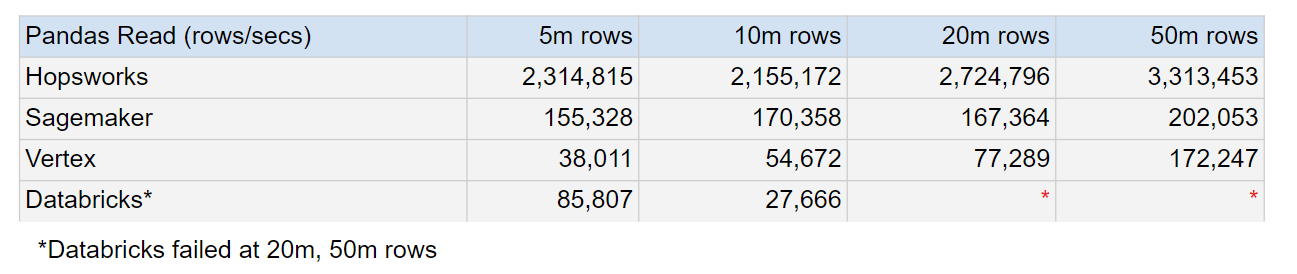 Pandas Read (rows/secs) 5m rows 10m rows 20m rows 50m rows
Hopsworks 2,314,815 2,155,172 2,724,796 3,313,453
Sagemaker 155,328 170,358 167,364 202,053
Vertex 38,011 54,672 77,289 172,247
Databricks* 85,807 27,666 * *
*Databricks failed at 20m, 50m rows